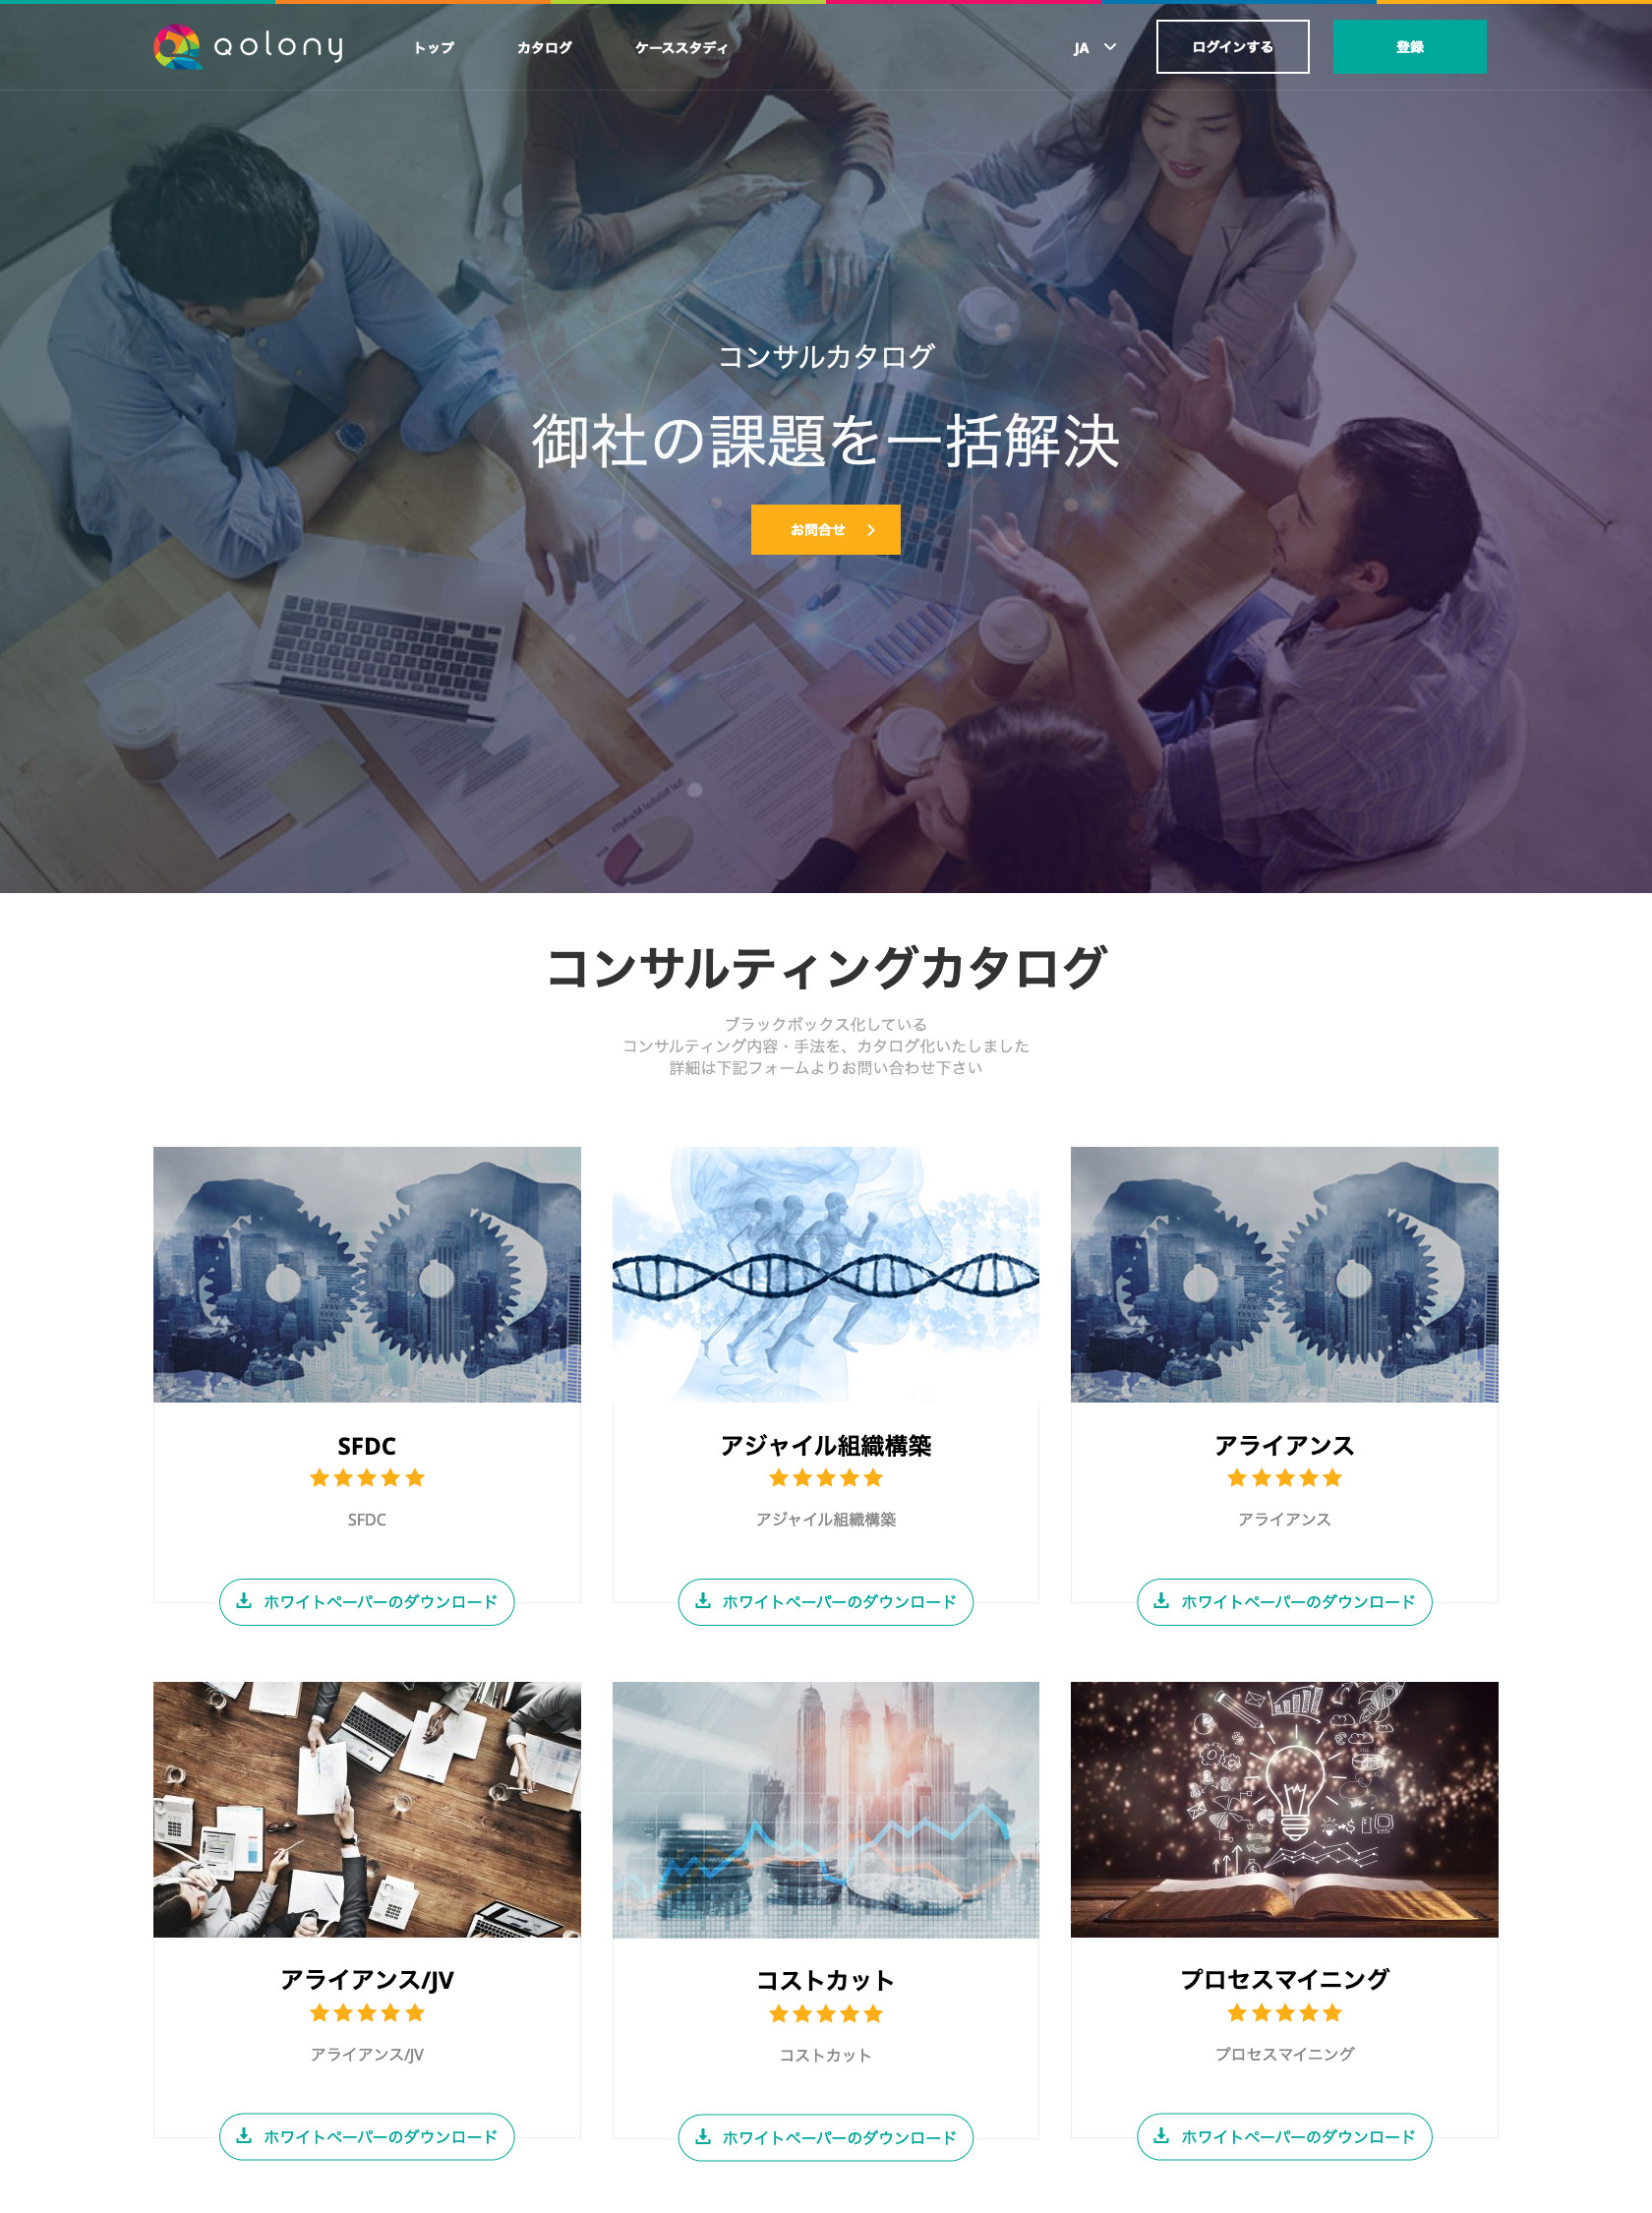 qolony
トップ
カタログ
ケーススタディ
JA
ログインする
登録
コンサルカタログ
御社の課題を一括解決
お問合せ
コンサルティングカタログ
ブラックボックス化している
コンサルティング内容・手法を、カタログ化いたしました
詳細は下記フォームよりお問い合わせ下さい
SFDC
SFDC
ホワイトペーパーのダウンロード
アジャイル組織構築
アジャイル組織構築
ホワイトペーパーのダウンロード
アライアンス
アライアンス
ホワイトペーパーのダウンロード
アライアンス/JV
アライアンス/JV
ホワイトペーパーのダウンロード
コストカット
コストカット
ホワイトペーパーのダウンロード
プロセスマイニング
プロセスマイニング
ホワイトペーパーのダウンロード